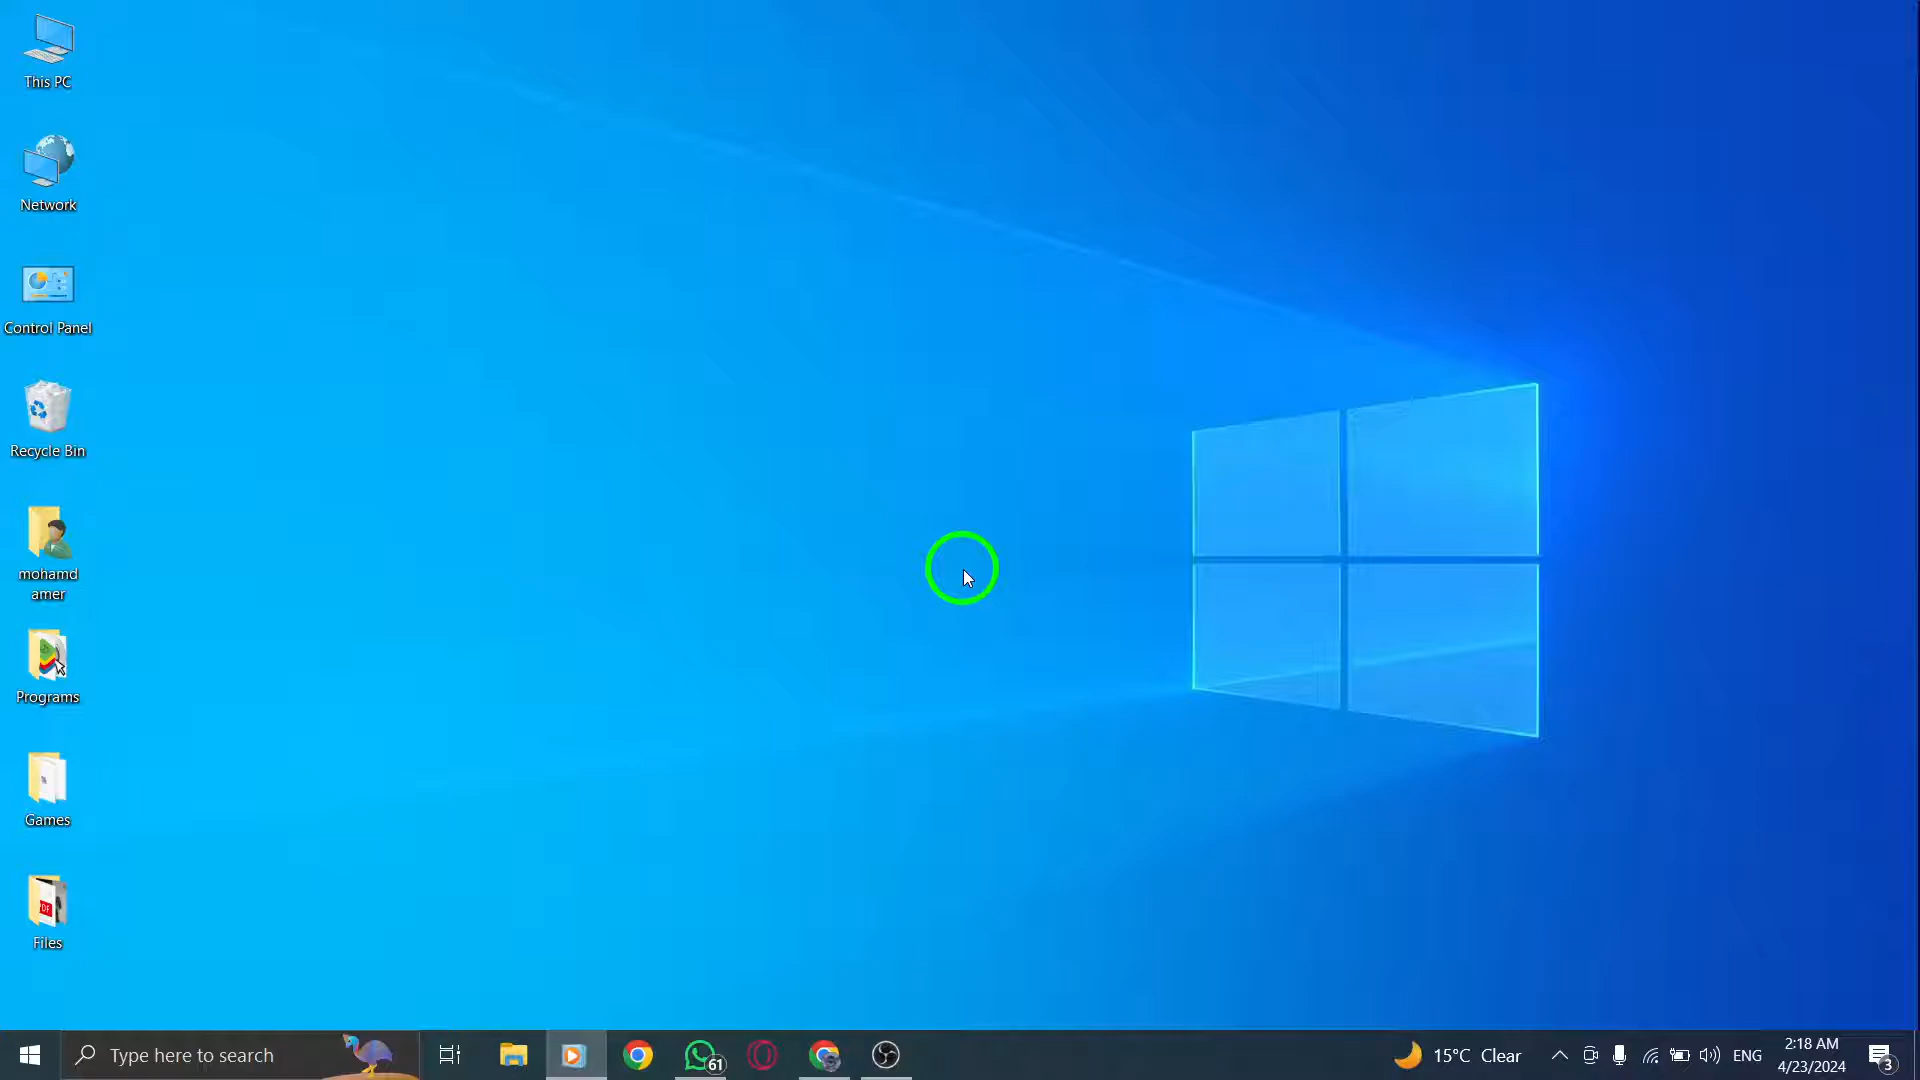 This PC
Network
Control Panel
Recycle Bin
mohamd
amer
Programs
Games
PDF
Files
Type here to search
61
15°C Clear
ENG
2:18 AM
4/23/2024
3